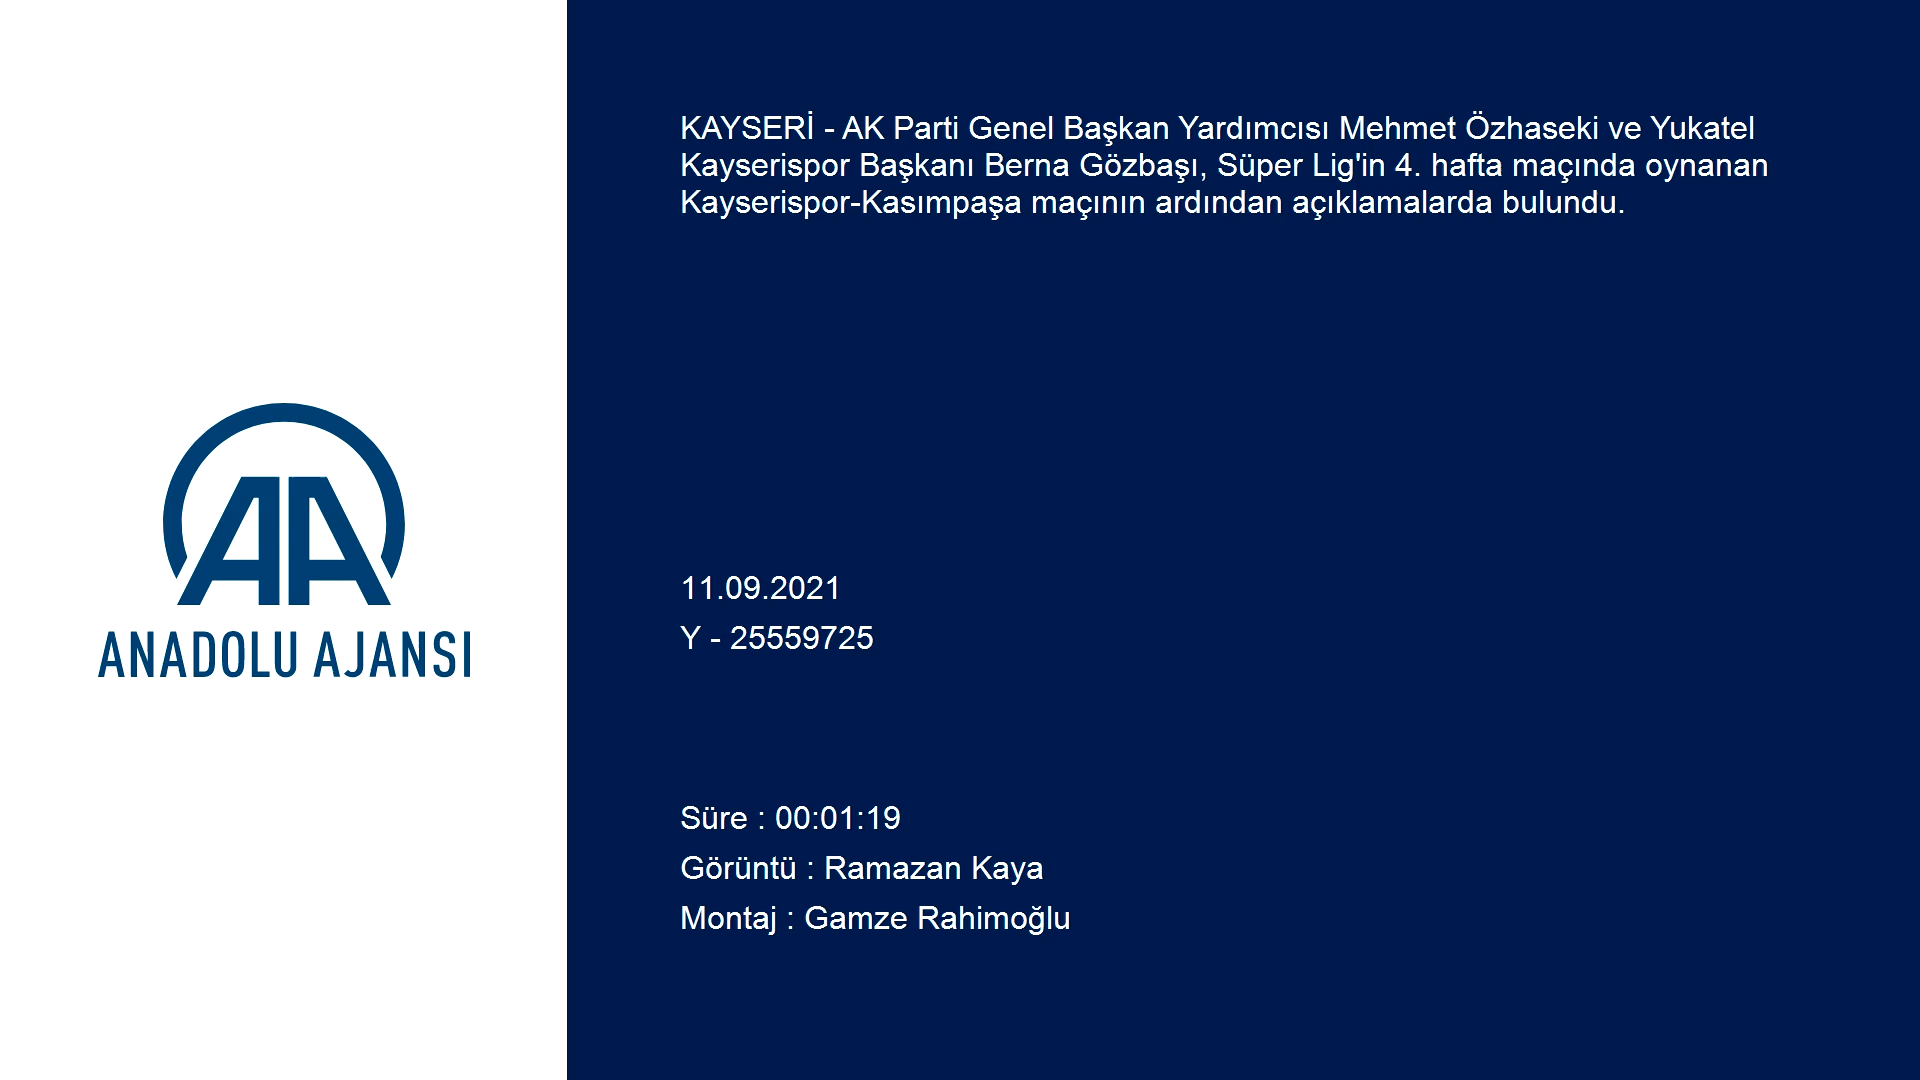 KAYSERİ - AK Parti Genel Başkan Yardımcısı Mehmet Özhaseki ve Yukatel
Kayserispor Başkanı Berna Gözbaşı, Süper Lig'in 4. hafta maçında oynanan
Kayserispor-Kasımpaşa maçının ardından açıklamalarda bulundu.
AA
ANADOLU AJANSI
11.09.2021
Y - 25559725
Süre : 00:01:19
Görüntü : Ramazan Kaya
Montaj : Gamze Rahimoğlu